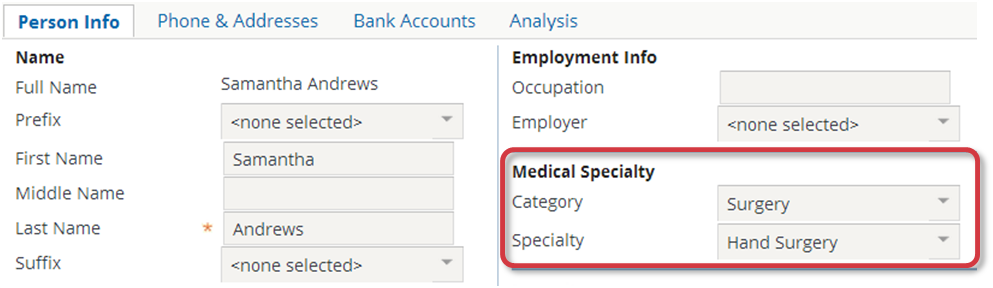 Person Info Phone & Addresses Bank Accounts Analysis
Name
Full Name Samantha Andrews
Prefix <none selected>
First Name Samantha
Middle Name
Last Name * Andrews
Suffix <none selected>
Employment Info
Occupation
Employer <none selected>
Medical Specialty
Category Surgery
Specialty Hand Surgery